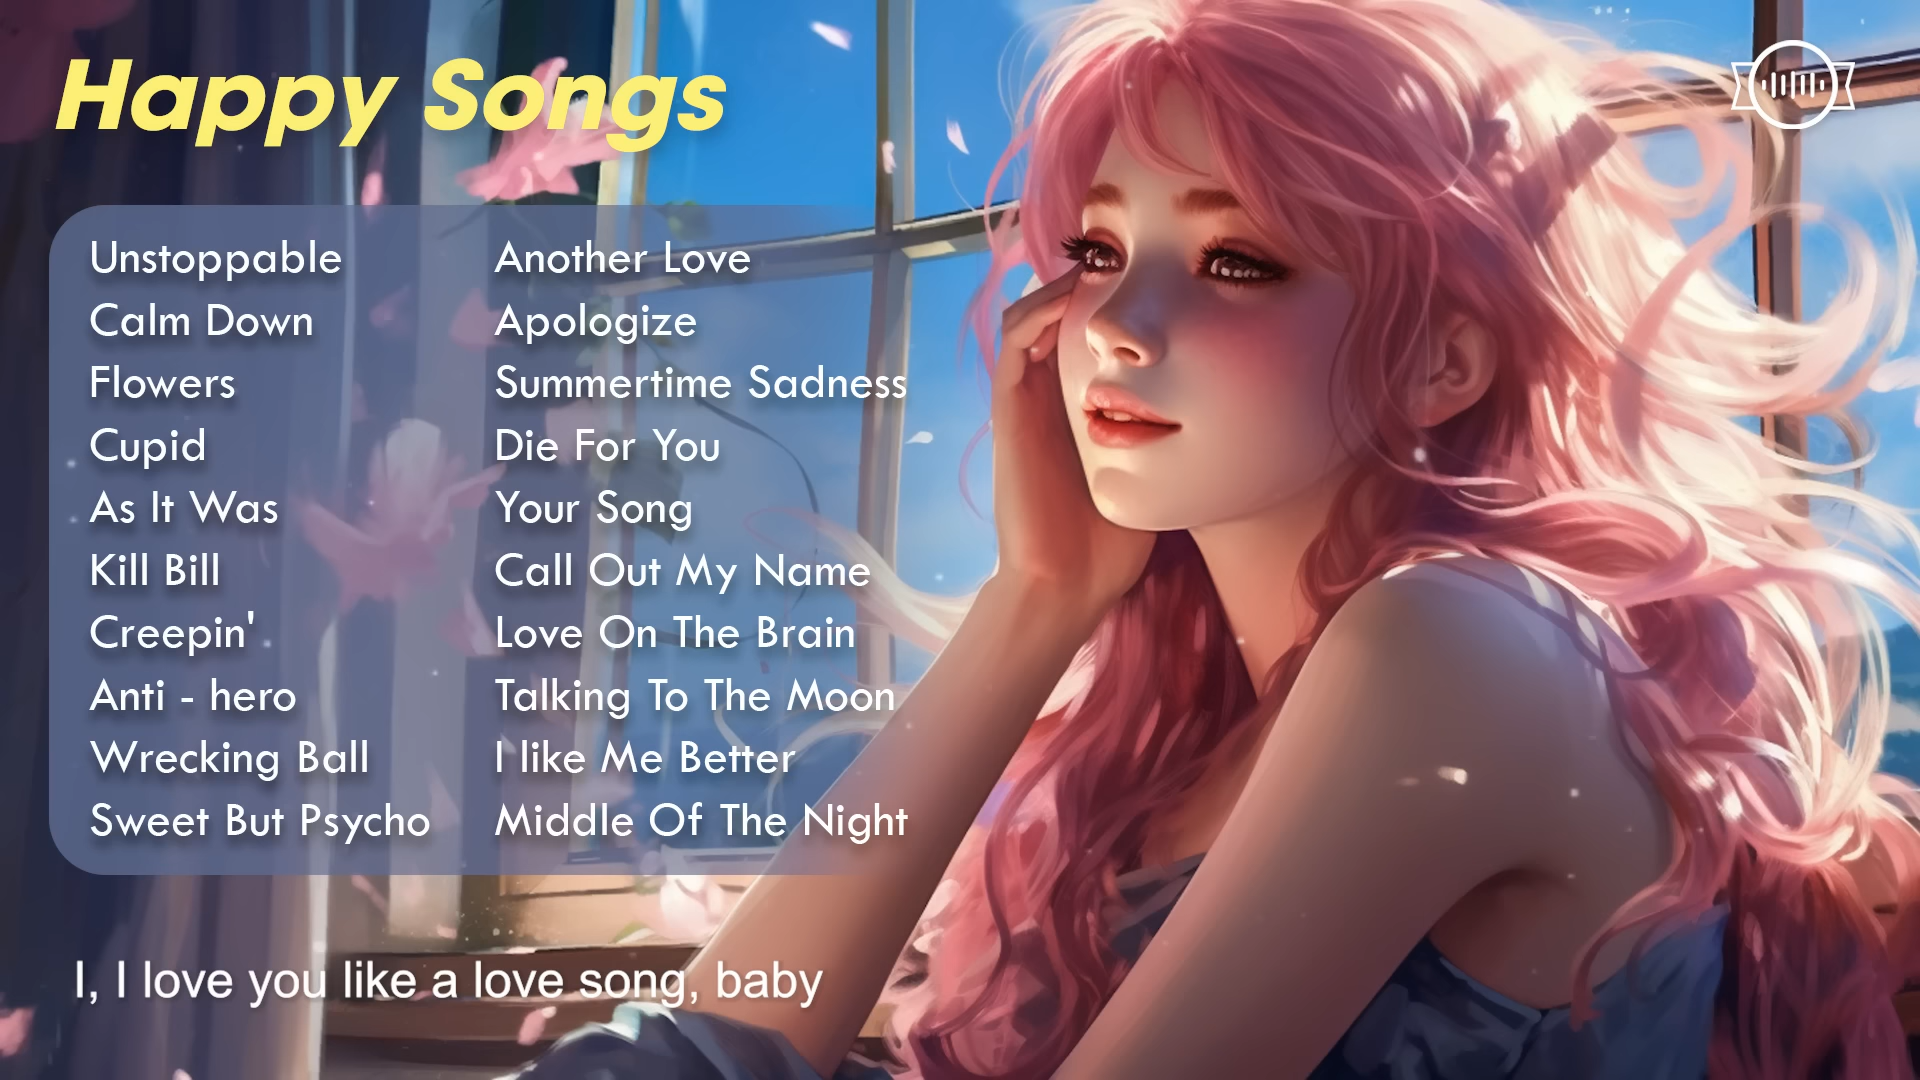 Happy Songs
Unstoppable
Calm Down
Flowers
Cupid
As It Was
Kill Bill
Creepin'
Anti - hero
Wrecking Ball
Sweet But Psycho
Another Love
Apologize
Summertime Sadness
Die For You
Your Song
Call Out My Name
Love On The Brain
Talking To The Moon
I like Me Better
Middle Of The Night
I, I love you like a love song, baby